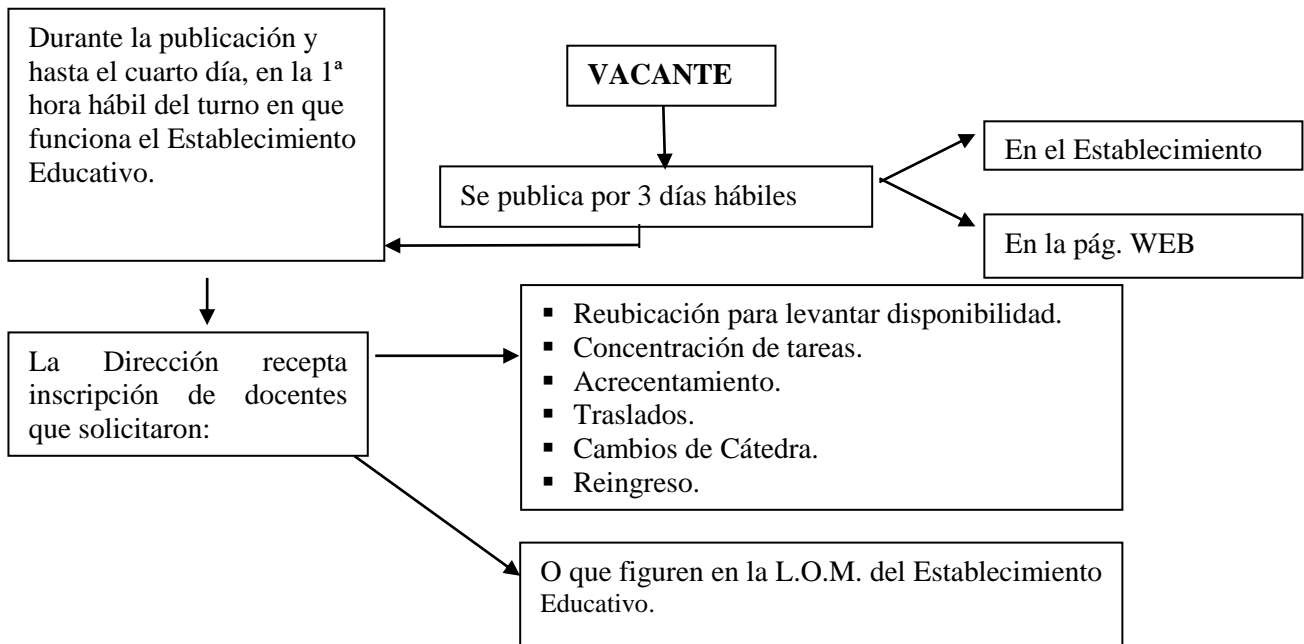 Durante la publicación y
hasta el cuarto día, en la 1ª
hora hábil del turno en que
funciona el Establecimiento
Educativo.
VACANTE
Se publica por 3 días hábiles
En el Establecimiento
En la pág. WEB
La Dirección recepta
inscripción de docentes
que solicitaron:
▪ Reubicación para levantar disponibilidad.
▪ Concentración de tareas.
▪ Acrecentamiento.
▪ Traslados.
▪ Cambios de Cátedra.
▪ Reingreso.
O que figuren en la L.O.M. del Establecimiento
Educativo.